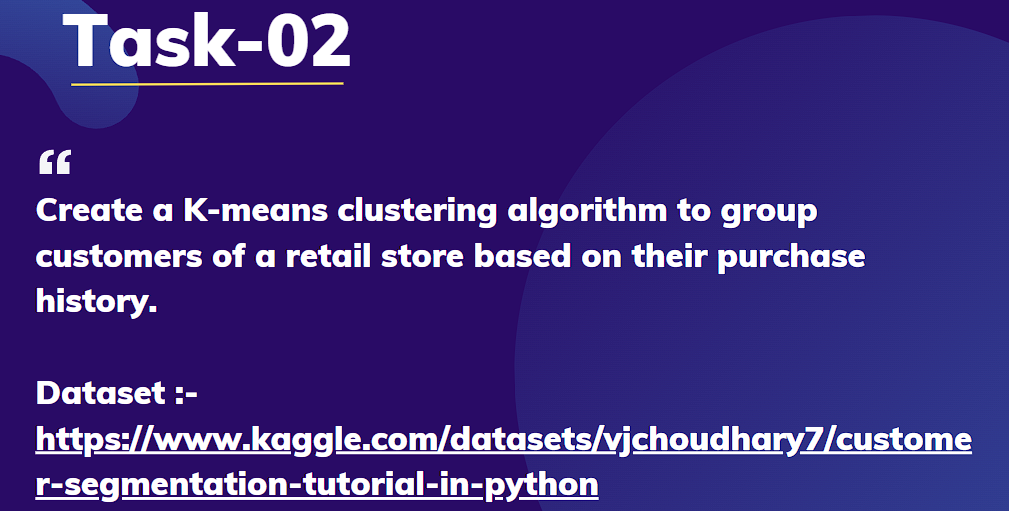 Task-02
“
Create a K-means clustering algorithm to group
customers of a retail store based on their purchase
history.
Dataset :-
https://www.kaggle.com/datasets/vjchoudhary7/custome
r-segmentation-tutorial-in-python